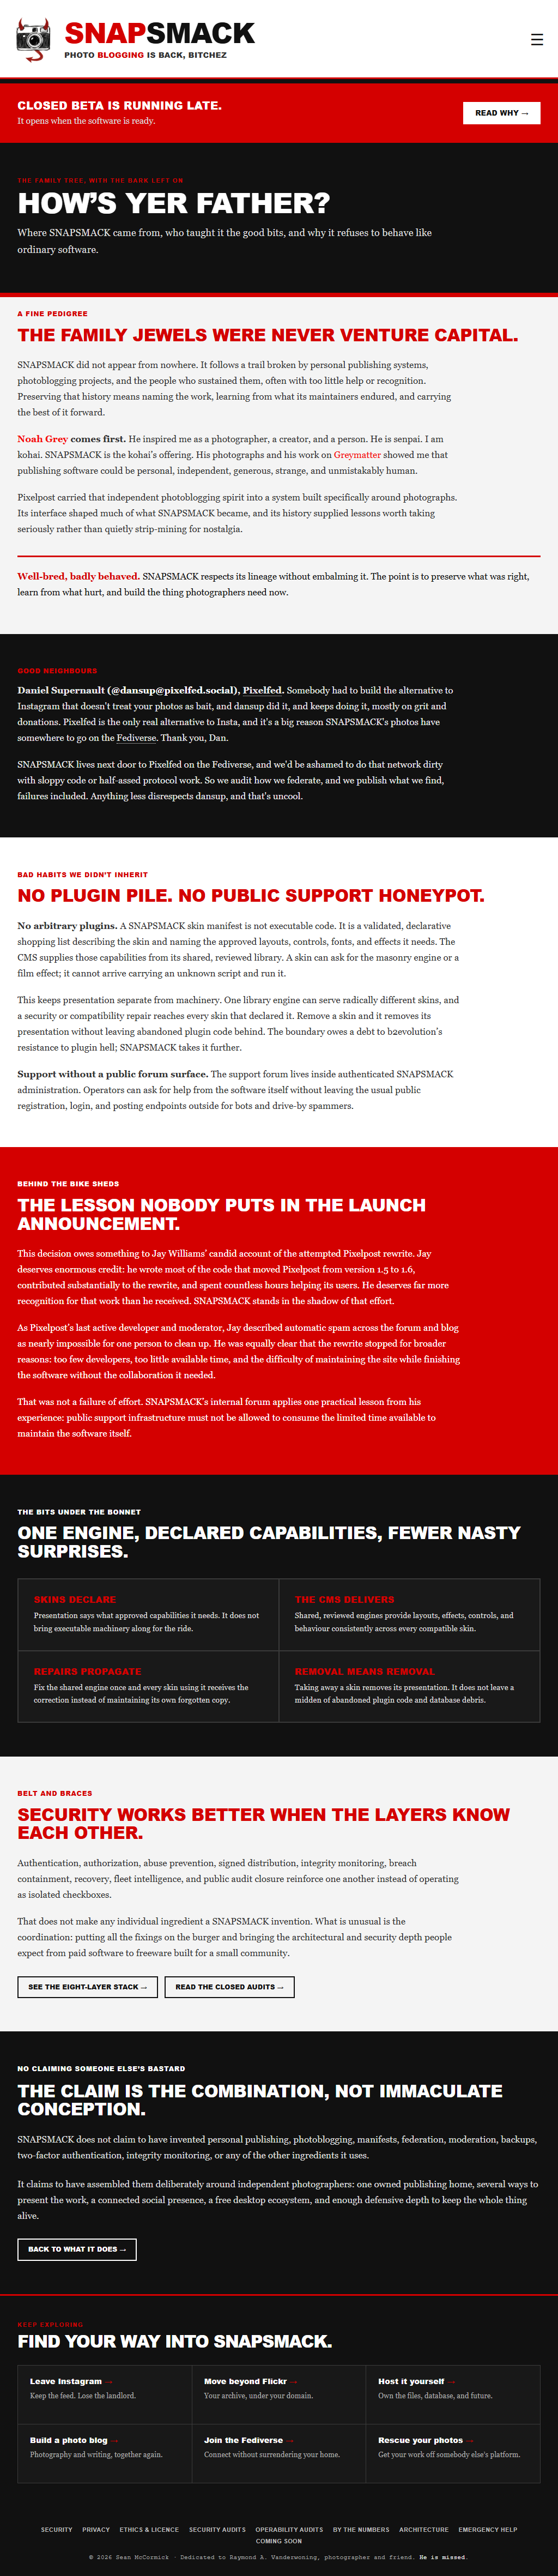 SNAPSMACK
PHOTO BLOGGING IS BACK, BITCHEZ
☰
CLOSED BETA IS RUNNING LATE.
It opens when the software is ready.
READ WHY →
THE FAMILY TREE, WITH THE BARK LEFT ON
HOW'S YER FATHER?
Where SNAPSMACK came from, who taught it the good bits, and why it refuses to behave like
ordinary software.
A FINE PEDIGREE
THE FAMILY JEWELS WERE NEVER VENTURE CAPITAL.
SNAPSMACK did not appear from nowhere. It follows a trail broken by personal publishing systems,
photoblogging projects, and the people who sustained them, often with too little help or recognition.
Preserving that history means naming the work, learning from what its maintainers endured, and carrying
the best of it forward.
Noah Grey comes first. He inspired me as a photographer, a creator, and a person. He is senpai. I am
kohai. SNAPSMACK is the kohai's offering. His photographs and his work on Greymatter showed me that
publishing software could be personal, independent, generous, strange, and unmistakably human.
Pixelpost carried that independent photoblogging spirit into a system built specifically around photographs.
Its interface shaped much of what SNAPSMACK became, and its history supplied lessons worth taking
seriously rather than quietly strip-mining for nostalgia.
Well-bred, badly behaved. SNAPSMACK respects its lineage without embalming it. The point is to preserve what was right,
learn from what hurt, and build the thing photographers need now.
GOOD NEIGHBOURS
Daniel Supernault (@dansup@pixelfed.social), Pixelfed. Somebody had to build the alternative to
Instagram that doesn't treat your photos as bait, and dansup did it, and keeps doing it, mostly on grit and
donations. Pixelfed is the only real alternative to Insta, and it's a big reason SNAPSMACK's photos have
somewhere to go on the Fediverse. Thank you, Dan.
SNAPSMACK lives next door to Pixelfed on the Fediverse, and we'd be ashamed to do that network dirty
with sloppy code or half-assed protocol work. So we audit how we federate, and we publish what we find,
failures included. Anything less disrespects dansup, and that's uncool.
BAD HABITS WE DIDN'T INHERIT
NO PLUGIN PILE. NO PUBLIC SUPPORT HONEYPOT.
No arbitrary plugins. A SNAPSMACK skin manifest is not executable code. It is a validated, declarative
shopping list describing the skin and naming the approved layouts, controls, fonts, and effects it needs. The
CMS supplies those capabilities from its shared, reviewed library. A skin can ask for the masonry engine or a
film effect; it cannot arrive carrying an unknown script and run it.
This keeps presentation separate from machinery. One library engine can serve radically different skins, and
a security or compatibility repair reaches every skin that declared it. Remove a skin and it removes its
presentation without leaving abandoned plugin code behind. The boundary owes a debt to b2evolution's
resistance to plugin hell; SNAPSMACK takes it further.
Support without a public forum surface. The support forum lives inside authenticated SNAPSMACK
administration. Operators can ask for help from the software itself without leaving the usual public
registration, login, and posting endpoints outside for bots and drive-by spammers.
BEHIND THE BIKE SHEDS
THE LESSON NOBODY PUTS IN THE LAUNCH
ANNOUNCEMENT.
This decision owes something to Jay Williams' candid account of the attempted Pixelpost rewrite. Jay
deserves enormous credit: he wrote most of the code that moved Pixelpost from version 1.5 to 1.6,
contributed substantially to the rewrite, and spent countless hours helping its users. He deserves far more
recognition for that work than he received. SNAPSMACK stands in the shadow of that effort.
As Pixelpost's last active developer and moderator, Jay described automatic spam across the forum and blog
as nearly impossible for one person to clean up. He was equally clear that the rewrite stopped for broader
reasons: too few developers, too little available time, and the difficulty of maintaining the site while finishing
the software without the collaboration it needed.
That was not a failure of effort. SNAPSMACK's internal forum applies one practical lesson from his
experience: public support infrastructure must not be allowed to consume the limited time available to
maintain the software itself.
THE BITS UNDER THE BONNET
ONE ENGINE, DECLARED CAPABILITIES, FEWER NASTY
SURPRISES.
SKINS DECLARE
Presentation says what approved capabilities it needs. It does not
bring executable machinery along for the ride.
THE CMS DELIVERS
Shared, reviewed engines provide layouts, effects, controls, and
behaviour consistently across every compatible skin.
REPAIRS PROPAGATE
Fix the shared engine once and every skin using it receives the
correction instead of maintaining its own forgotten copy.
REMOVAL MEANS REMOVAL
Taking away a skin removes its presentation. It does not leave a
midden of abandoned plugin code and database debris.
BELT AND BRACES
SECURITY WORKS BETTER WHEN THE LAYERS KNOW
EACH OTHER.
Authentication, authorization, abuse prevention, signed distribution, integrity monitoring, breach
containment, recovery, fleet intelligence, and public audit closure reinforce one another instead of operating
as isolated checkboxes.
That does not make any individual ingredient a SNAPSMACK invention. What is unusual is the
coordination: putting all the fixings on the burger and bringing the architectural and security depth people
expect from paid software to freeware built for a small community.
SEE THE EIGHT-LAYER STACK →
READ THE CLOSED AUDITS →
NO CLAIMING SOMEONE ELSE'S BASTARD
THE CLAIM IS THE COMBINATION, NOT IMMACULATE
CONCEPTION.
SNAPSMACK does not claim to have invented personal publishing, photoblogging, manifests, federation, moderation, backups,
two-factor authentication, integrity monitoring, or any of the other ingredients it uses.
It claims to have assembled them deliberately around independent photographers: one owned publishing home, several ways to
present the work, a connected social presence, a free desktop ecosystem, and enough defensive depth to keep the whole thing
alive.
BACK TO WHAT IT DOES →
KEEP EXPLORING
FIND YOUR WAY INTO SNAPSMACK.
Leave Instagram →
Keep the feed. Lose the landlord.
Move beyond Flickr →
Your archive, under your domain.
Host it yourself →
Own the files, database, and future.
Build a photo blog →
Photography and writing, together again.
Join the Fediverse →
Connect without surrendering your home.
Rescue your photos →
Get your work off somebody else's platform.
SECURITY PRIVACY ETHICS & LICENCE SECURITY AUDITS OPERABILITY AUDITS BY THE NUMBERS ARCHITECTURE EMERGENCY HELP
COMING SOON
© 2026 Sean McCormick · Dedicated to Raymond A. Vanderwoning, photographer and friend. He is missed.